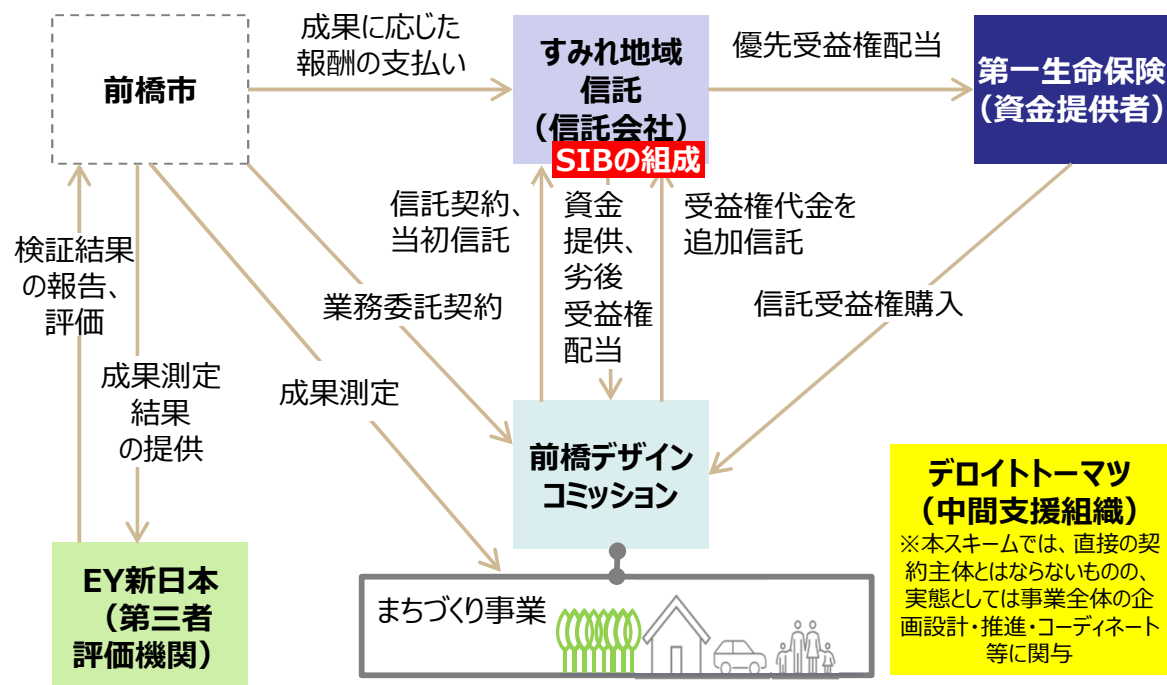 前橋市
成果に応じた
報酬の支払い
すみれ地域
信託
（信託会社）
SIBの組成
優先受益権配当
第一生命保険
（資金提供者）
検証結果
の報告、
評価
成果測定
結果
の提供
業務委託契約
成果測定
信託契約、
当初信託
資金
提供、
劣後
受益権
配当
受益権代金を
追加信託
信託受益権購入
前橋デザイン
コミッション
デロイトトーマツ
（中間支援組織）
※本スキームでは、直接の契
約主体とはならないものの、
実態としては事業全体の企
画設計・推進・コーディネート
等に関与
EY新日本
（第三者
評価機関）
まちづくり事業